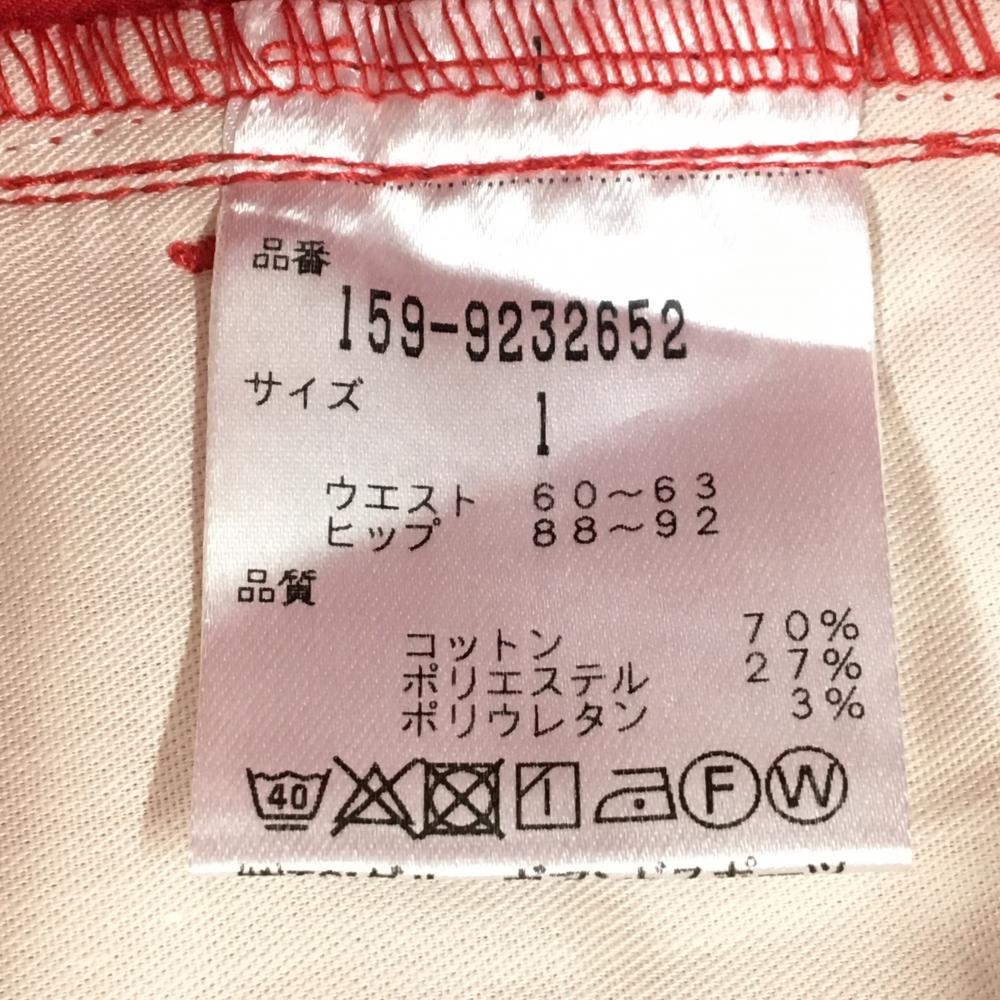 品番
159-9232652
サイズ
1
ウエスト 60〜63
ヒップ 88〜92
品質
コットン 70%
ポリエステル 27%
ポリウレタン 3%
40 F W